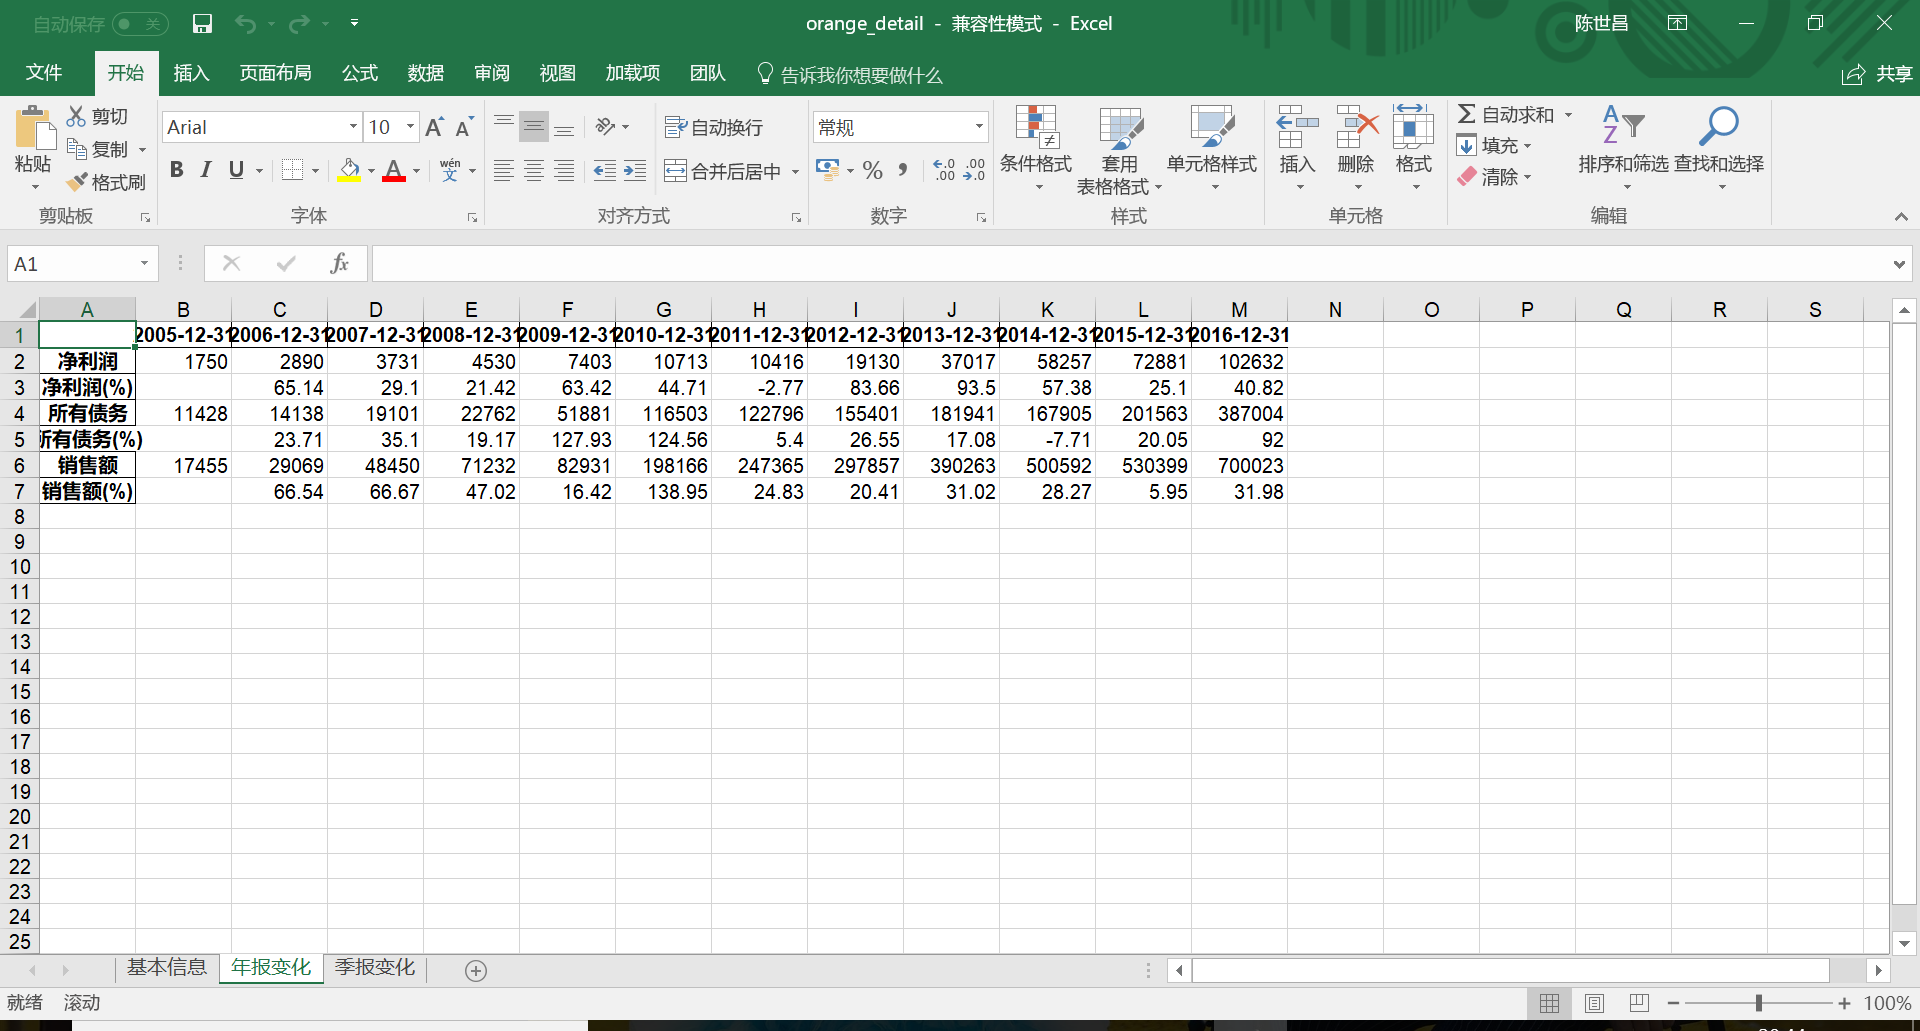 自动保存 关 orange_detail - 兼容性模式 - Excel 陈世昌
文件 开始 插入 页面布局 公式 数据 审阅 视图 加载项 团队 告诉我你想要做什么 共享
粘贴 剪切 复制 格式刷 剪贴板
Arial 10 A A B I U A wén 文 字体
自动换行 合并后居中 对齐方式
常规 % , .0 .00 .00 .0 数字
条件格式 套用 表格格式 单元格样式 样式
插入 删除 格式 单元格
Σ 自动求和 填充 清除 A Z 排序和筛选 查找和选择 编辑
A1 fx
A B C D E F G H I J K L M N O P Q R S
1 2005-12-31 2006-12-31 2007-12-31 2008-12-31 2009-12-31 2010-12-31 2011-12-31 2012-12-31 2013-12-31 2014-12-31 2015-12-31 2016-12-31
2 净利润 1750 2890 3731 4530 7403 10713 10416 19130 37017 58257 72881 102632
3 净利润(%) 65.14 29.1 21.42 63.42 44.71 -2.77 83.66 93.5 57.38 25.1 40.82
4 所有债务 11428 14138 19101 22762 51881 116503 122796 155401 181941 167905 201563 387004
5 所有债务(%) 23.71 35.1 19.17 127.93 124.56 5.4 26.55 17.08 -7.71 20.05 92
6 销售额 17455 29069 48450 71232 82931 198166 247365 297857 390263 500592 530399 700023
7 销售额(%) 66.54 66.67 47.02 16.42 138.95 24.83 20.41 31.02 28.27 5.95 31.98
8
9
10
11
12
13
14
15
16
17
18
19
20
21
22
23
24
25
基本信息 年报变化 季报变化
就绪 滚动 100%